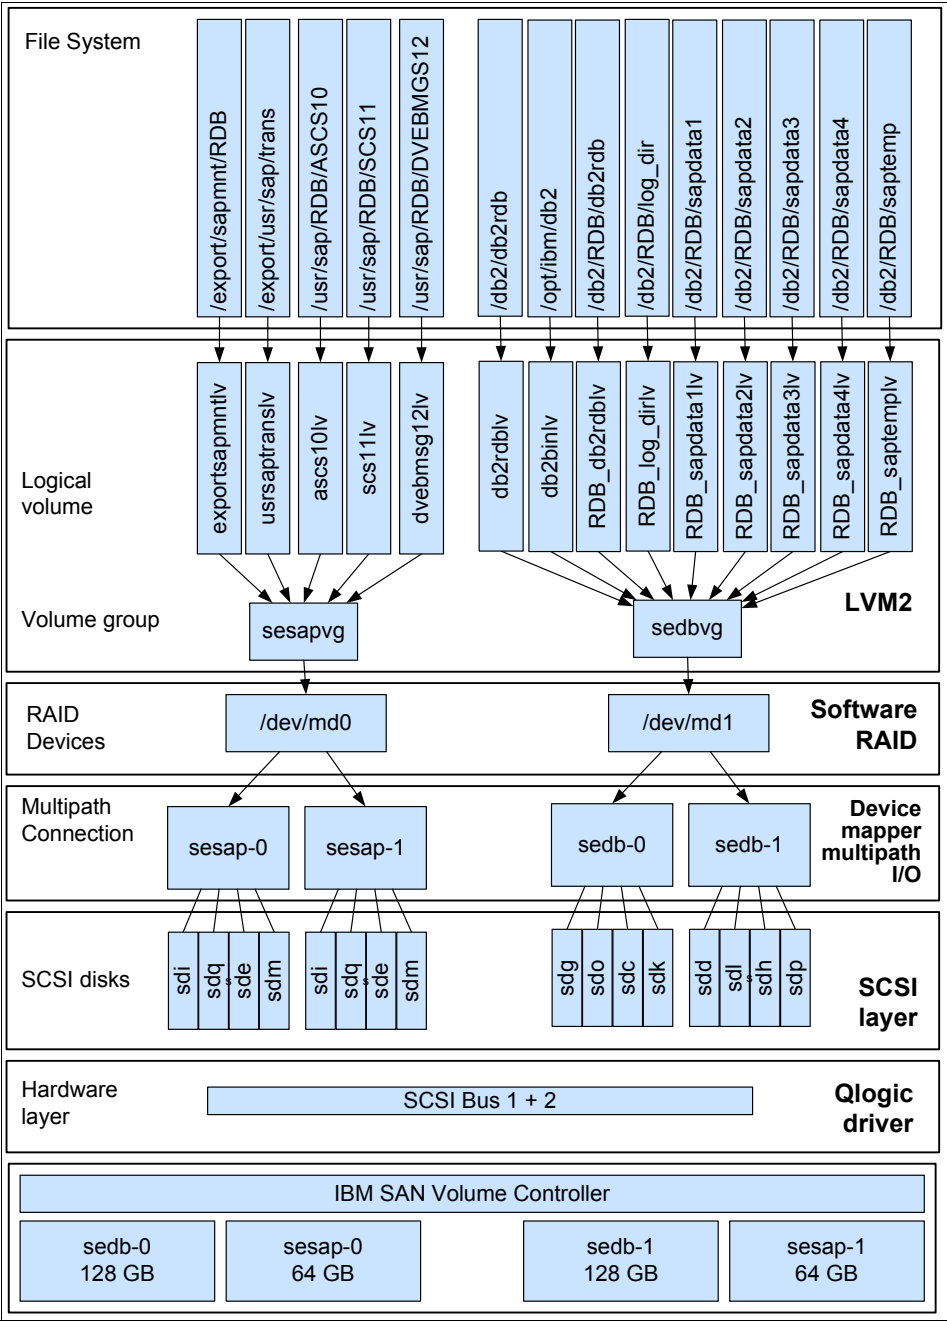 File System
/export/sapmnt/RDB
/export/usr/sap/trans
/usr/sap/RDB/ASCS10
/usr/sap/RDB/SCS11
/usr/sap/RDB/DVEBMGS12
/db2/db2rdb
/opt/ibm/db2
/db2/RDB/db2rdb
/db2/RDB/log_dir
/db2/RDB/sapdata1
/db2/RDB/sapdata2
/db2/RDB/sapdata3
/db2/RDB/sapdata4
/db2/RDB/saptemp
Logical
volume
exportsapmntlv
usrsaptranslv
ascs10lv
scs11lv
dvebmsg12lv
db2rdblv
db2binlv
RDB_db2rdblv
RDB_log_dirlv
RDB_sapdata1lv
RDB_sapdata2lv
RDB_sapdata3lv
RDB_sapdata4lv
RDB_saptemplv
Volume group
sesapvg
sedbvg
LVM2
RAID
Devices
/dev/md0
/dev/md1
Software
RAID
Multipath
Connection
sesap-0
sesap-1
sedb-0
sedb-1
Device
mapper
multipath
I/O
SCSI disks
sdi
sdq
s
sde
sdm
sdi
sdq
s
sde
sdm
sdg
sdo
sdc
sdk
sdd
sdl
s
sdh
sdp
SCSI
layer
Hardware
layer
SCSI Bus 1 + 2
Qlogic
driver
IBM SAN Volume Controller
sedb-0
128 GB
sesap-0
64 GB
sedb-1
128 GB
sesap-1
64 GB